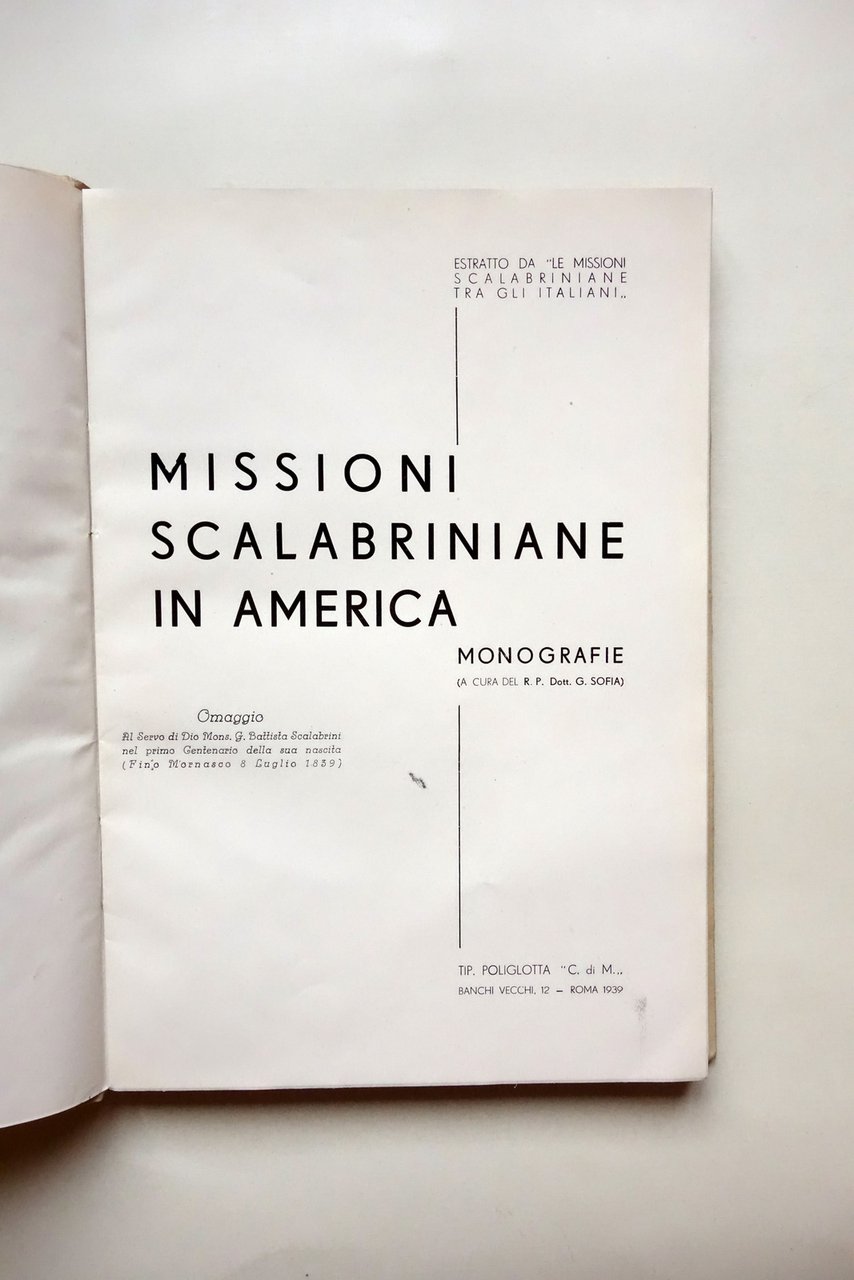 ESTRATTO DA "LE MISSIONI
SCALABRINIANE
TRA GLI ITALIANI„
MISSIONI
SCALABRINIANE
IN AMERICA
MONOGRAFIE
(A CURA DEL R. P. Dott. G. SOFIA)
Omaggio
Al Servo di Dio Mons. G. Battista Scalabrini
nel primo Centenario della sua nascita
(Fino Mornasco 8 Luglio 1839)
TIP. POLIGLOTTA "C. di M.„
BANCHI VECCHI, 12 – ROMA 1939